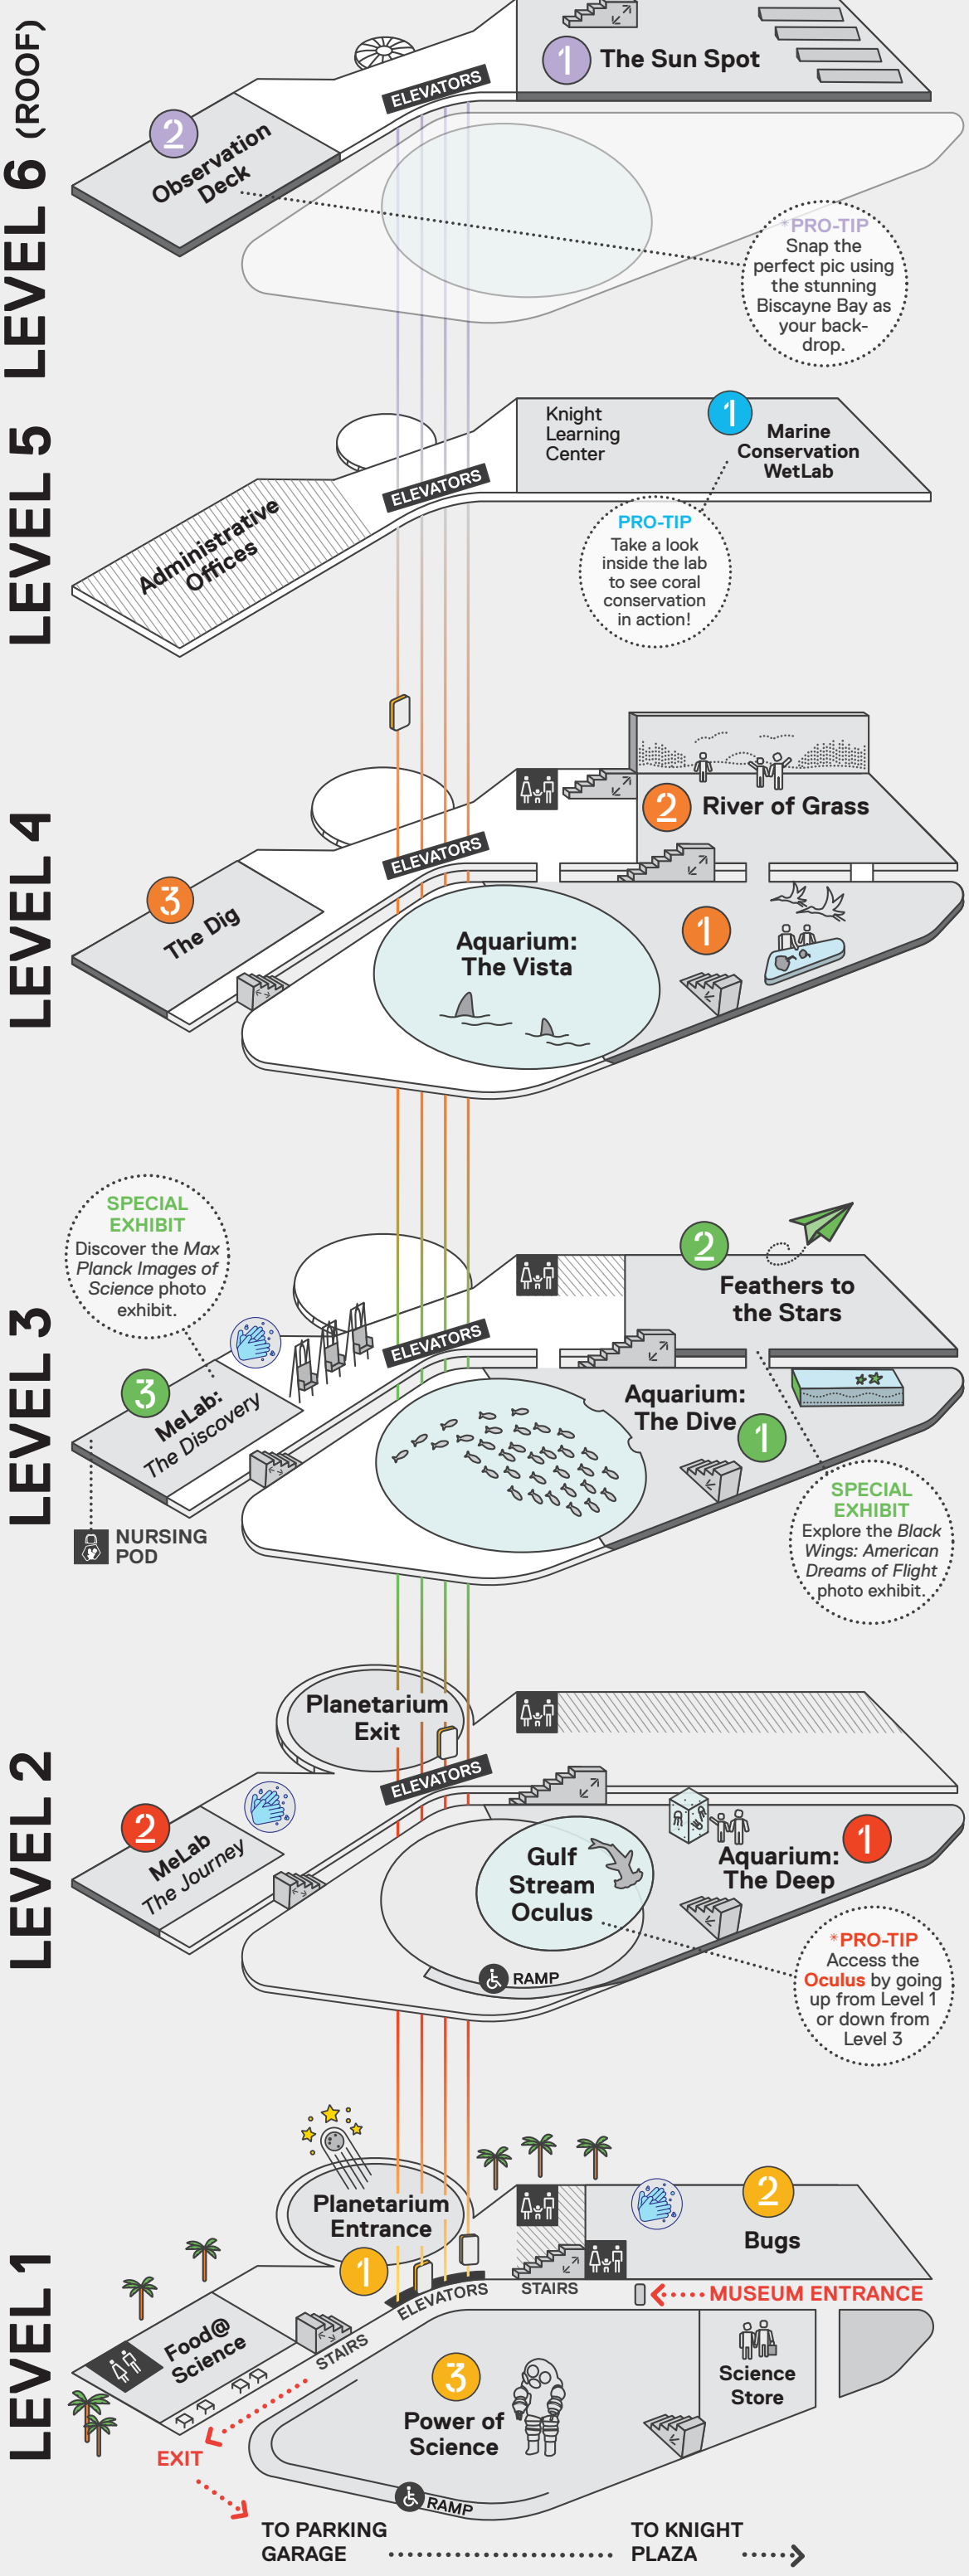 LEVEL 6 (ROOF)
1 The Sun Spot
ELEVATORS
2
Observation
Deck
*PRO-TIP
Snap the
perfect pic using
the stunning
Biscayne Bay as
your back-
drop.
LEVEL 5
Knight
Learning
Center
1
Marine
Conservation
WetLab
ELEVATORS
Administrative
Offices
PRO-TIP
Take a look
inside the lab
to see coral
conservation
in action!
LEVEL 4
2 River of Grass
ELEVATORS
3
The Dig
1
Aquarium:
The Vista
LEVEL 3
SPECIAL
EXHIBIT
Discover the Max
Planck Images of
Science photo
exhibit.
2
Feathers to
the Stars
ELEVATORS
3
MeLab:
The Discovery
Aquarium:
The Dive
1
NURSING
POD
SPECIAL
EXHIBIT
Explore the Black
Wings: American
Dreams of Flight
photo exhibit.
LEVEL 2
Planetarium
Exit
ELEVATORS
2
MeLab
The Journey
Gulf
Stream
Oculus
1
Aquarium:
The Deep
RAMP
*PRO-TIP
Access the
Oculus by going
up from Level 1
or down from
Level 3
LEVEL 1
Planetarium
Entrance
1
2
Bugs
ELEVATORS
STAIRS
MUSEUM ENTRANCE
Food@
Science
STAIRS
3
Power of
Science
Science
Store
EXIT
RAMP
TO PARKING
GARAGE
TO KNIGHT
PLAZA